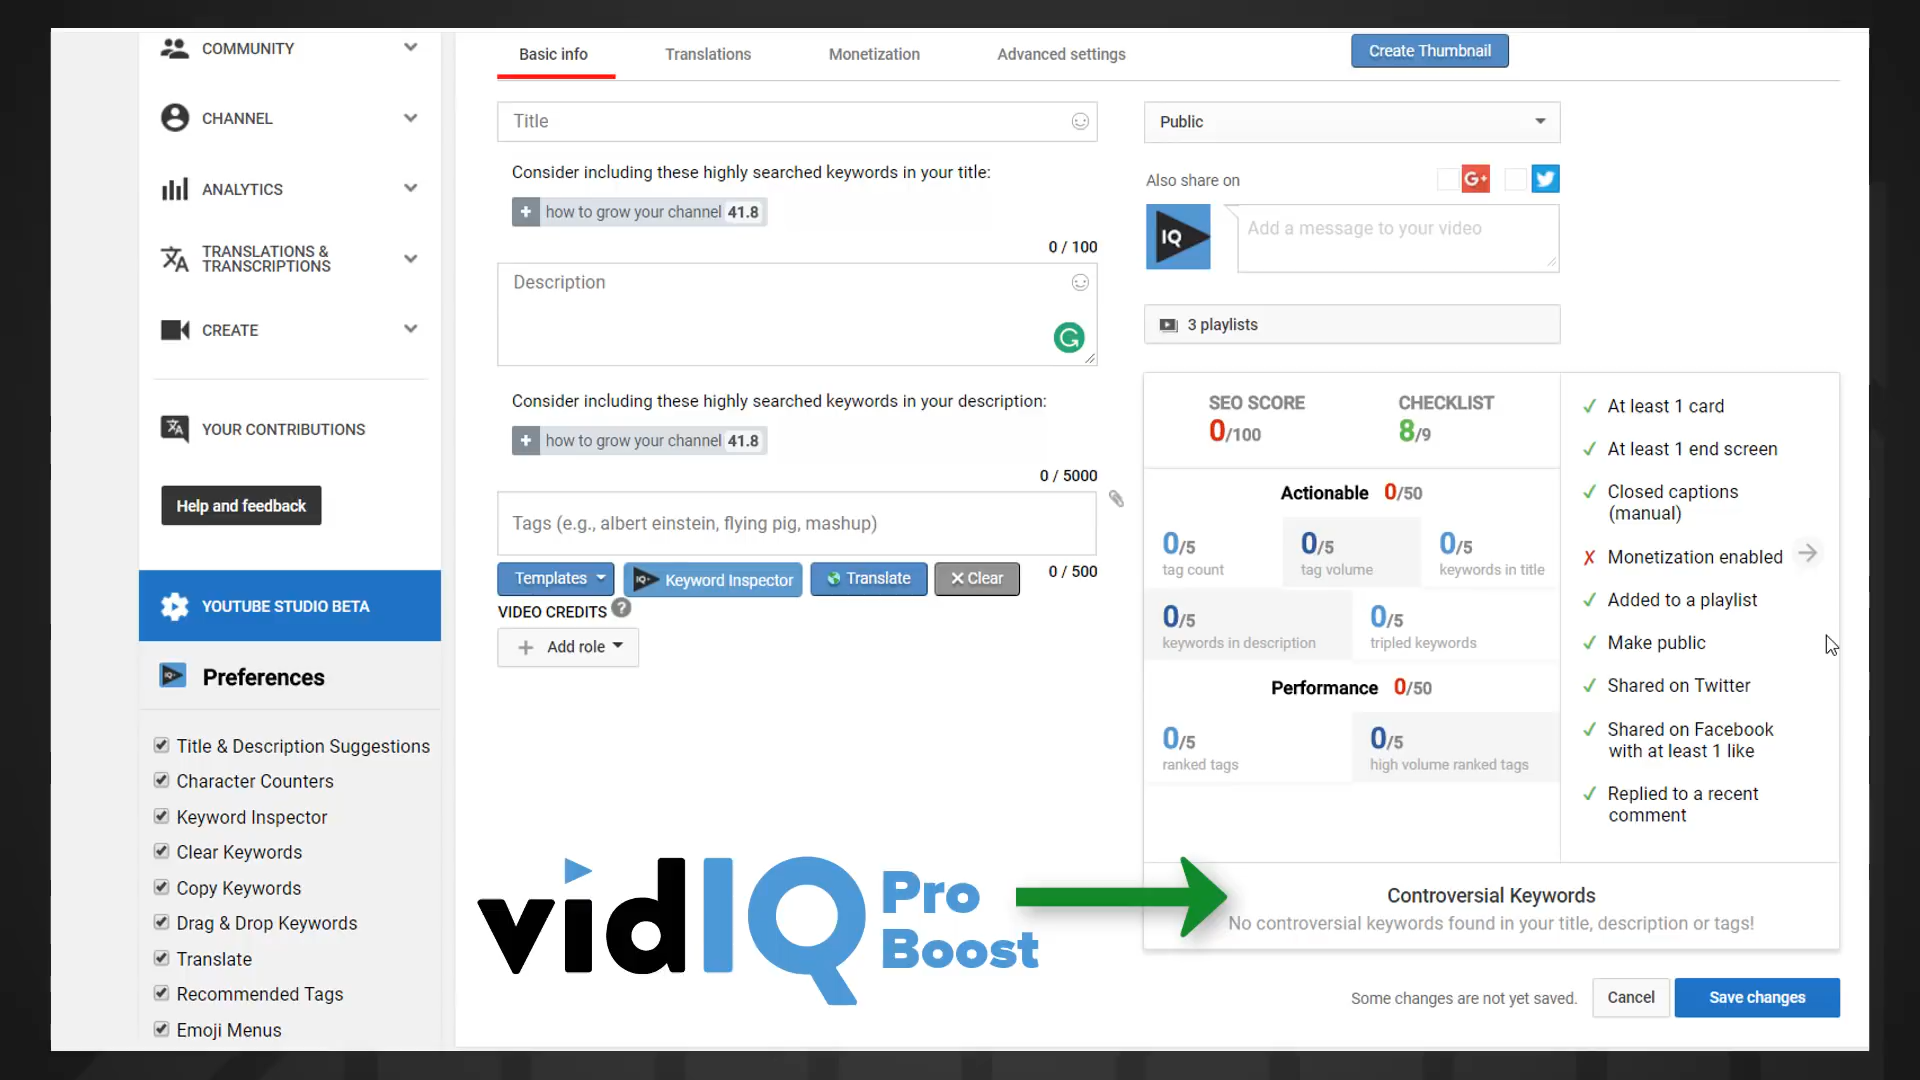 COMMUNITY
CHANNEL
ANALYTICS
TRANSLATIONS &
TRANSCRIPTIONS
CREATE
YOUR CONTRIBUTIONS
Help and feedback
YOUTUBE STUDIO BETA
IQ+
Preferences
Title & Description Suggestions
Character Counters
Keyword Inspector
Clear Keywords
Copy Keywords
Drag & Drop Keywords
Translate
Recommended Tags
Emoji Menus
Basic info
Translations
Monetization
Advanced settings
Create Thumbnail
Title
Consider including these highly searched keywords in your title:
+ how to grow your channel 41.8
0 / 100
Description
Consider including these highly searched keywords in your description:
+ how to grow your channel 41.8
0 / 5000
Tags (e.g., albert einstein, flying pig, mashup)
Templates
IQ+ Keyword Inspector
Translate
X Clear
0 / 500
VIDEO CREDITS ?
+ Add role
vidIQ
Pro
Boost
Public
Also share on
G+
IQ
Add a message to your video
3 playlists
SEO SCORE
0/100
CHECKLIST
8/9
Actionable 0/50
0/5
tag count
0/5
tag volume
0/5
keywords in title
0/5
keywords in description
0/5
tripled keywords
Performance 0/50
0/5
ranked tags
0/5
high volume ranked tags
✓ At least 1 card
✓ At least 1 end screen
✓ Closed captions
(manual)
✗ Monetization enabled
✓ Added to a playlist
✓ Make public
✓ Shared on Twitter
✓ Shared on Facebook
with at least 1 like
✓ Replied to a recent
comment
Controversial Keywords
No controversial keywords found in your title, description or tags!
Some changes are not yet saved.
Cancel
Save changes